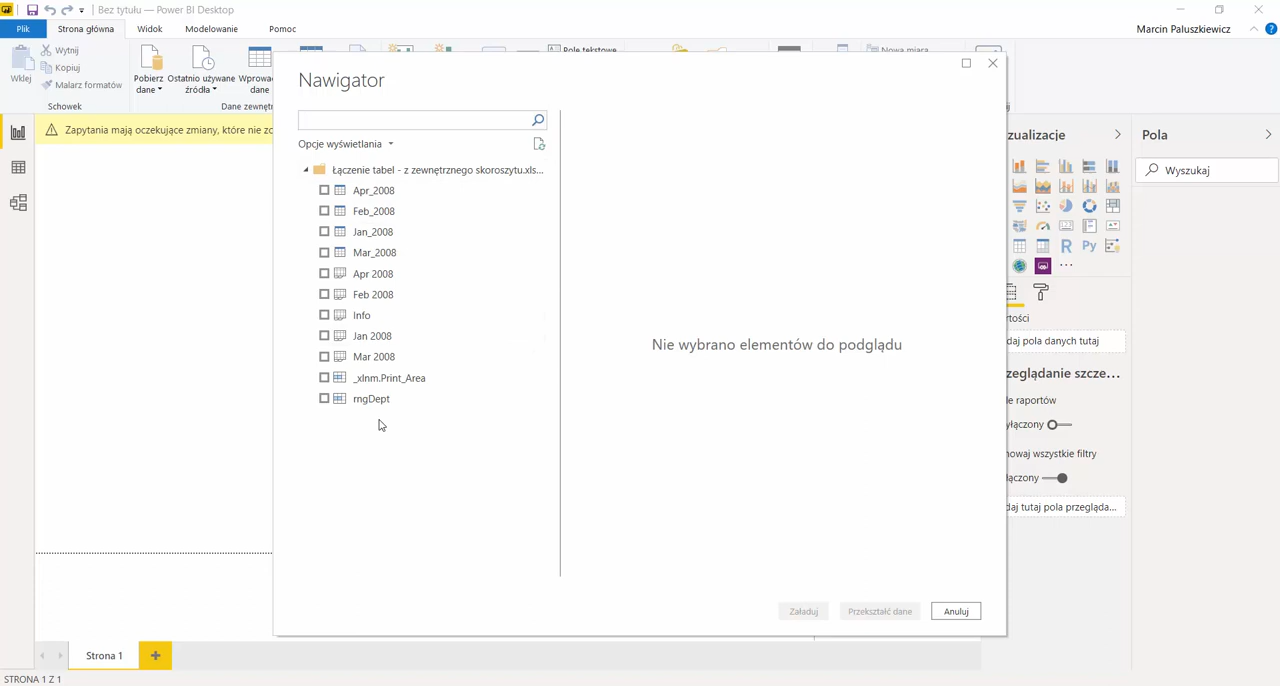 Bez tytułu — Power BI Desktop
Plik
Strona główna
Widok
Modelowanie
Pomoc
Marcin Paluszkiewicz
Wklej
Wytnij
Kopiuj
Malarz formatów
Schowek
Pobierz
dane
Ostatnio używane
źródła
Wprowa
dane
Dane zewnętr
Pole tekstowe
Nowa miara
Zapytania mają oczekujące zmiany, które nie zo
Nawigator
Opcje wyświetlania
Łączenie tabel - z zewnętrznego skoroszytu.xls...
Apr_2008
Feb_2008
Jan_2008
Mar_2008
Apr 2008
Feb 2008
Info
Jan 2008
Mar 2008
_xlnm.Print_Area
rngDept
Nie wybrano elementów do podglądu
Załaduj
Przekształć dane
Anuluj
zualizacje
Pola
Wyszukaj
R
Py
rtości
daj pola danych tutaj
zeglądanie szcze...
le raportów
yłączony
howaj wszystkie filtry
łączony
daj tutaj pola przegląda...
Strona 1
STRONA 1 Z 1